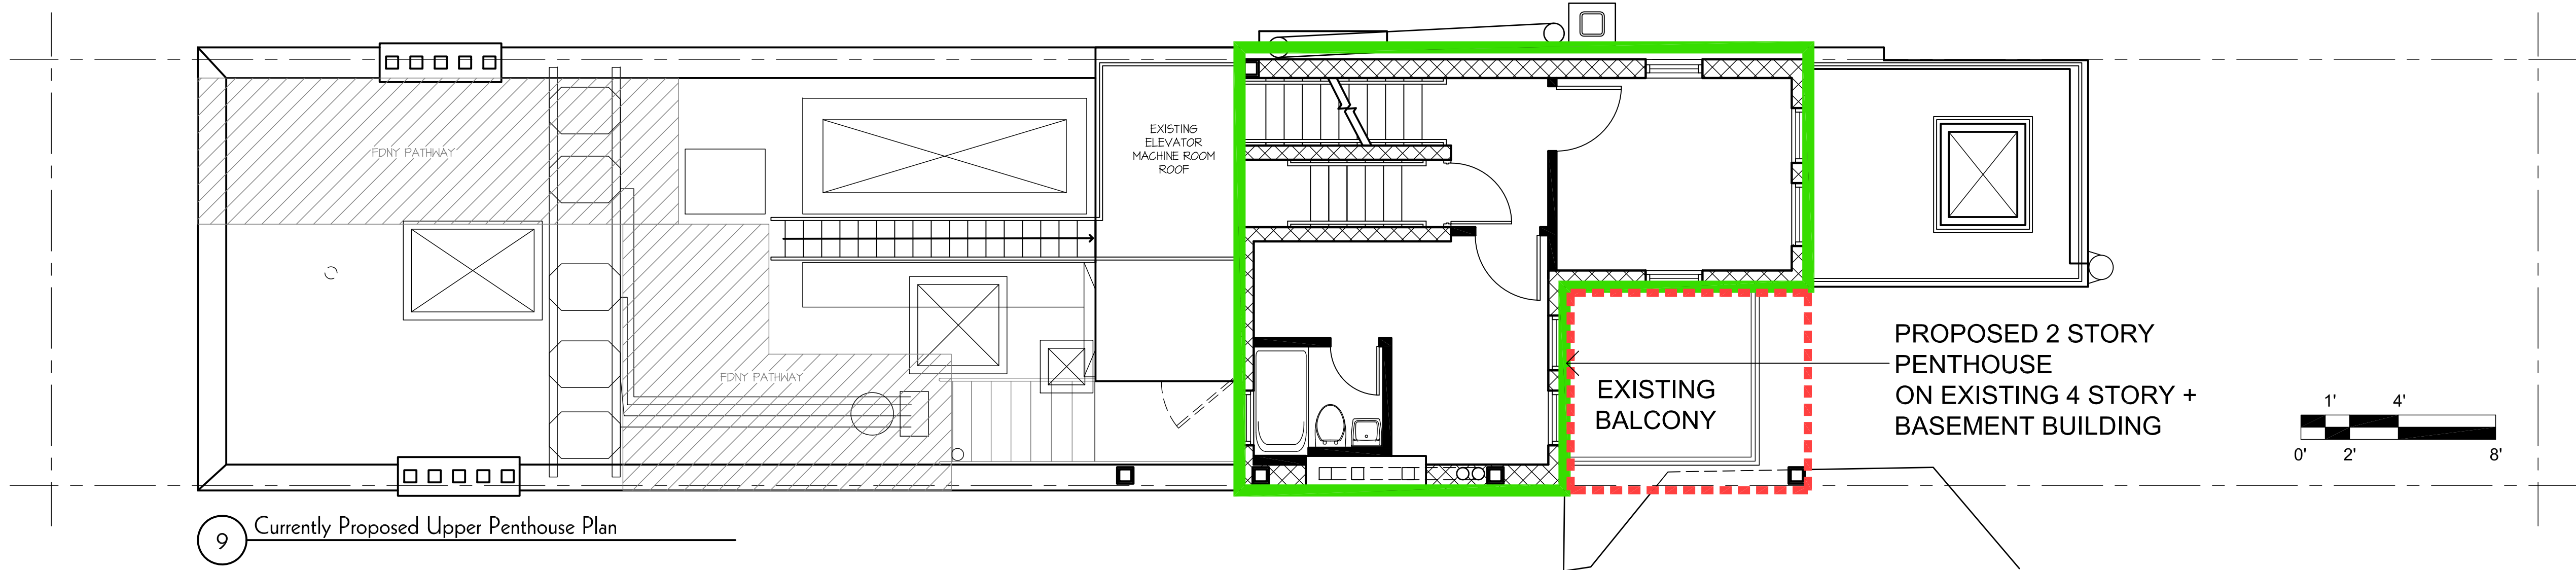 FDNY PATHWAY
EXISTING
ELEVATOR
MACHINE ROOM
ROOF
FDNY PATHWAY
EXISTING
BALCONY
PROPOSED 2 STORY
PENTHOUSE
ON EXISTING 4 STORY +
BASEMENT BUILDING
1' 4'
0' 2' 8'
9 Currently Proposed Upper Penthouse Plan